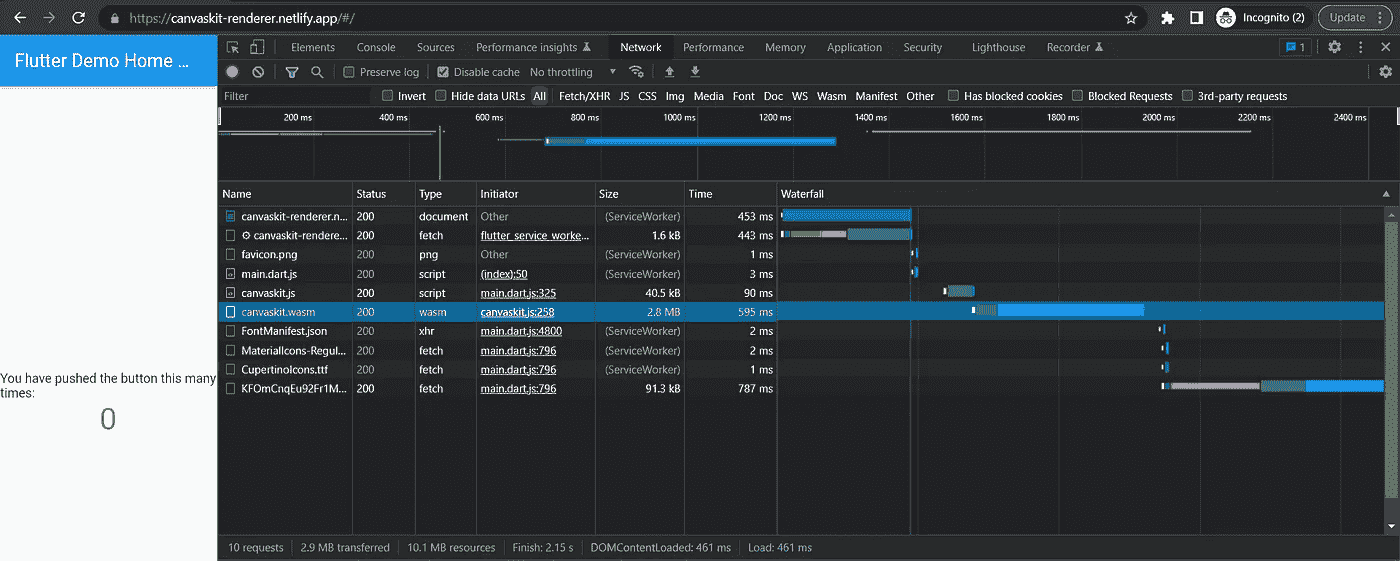 https://canvaskit-renderer.netlify.app/#/ Incognito (2) Update
Flutter Demo Home ...
Elements Console Sources Performance insights Network Performance Memory Application Security Lighthouse Recorder 1
Preserve log Disable cache No throttling
Filter Invert Hide data URLs All Fetch/XHR JS CSS Img Media Font Doc WS Wasm Manifest Other Has blocked cookies Blocked Requests 3rd-party requests
200 ms 400 ms 600 ms 800 ms 1000 ms 1200 ms 1400 ms 1600 ms 1800 ms 2000 ms 2200 ms 2400 ms
Name Status Type Initiator Size Time Waterfall
canvaskit-renderer.n... 200 document Other (ServiceWorker) 453 ms
canvaskit-rendere... 200 fetch flutter_service_worke... 1.6 kB 443 ms
favicon.png 200 png Other (ServiceWorker) 1 ms
main.dart.js 200 script (index):50 (ServiceWorker) 3 ms
canvaskit.js 200 script main.dart.js:325 40.5 kB 90 ms
canvaskit.wasm 200 wasm canvaskit.js:258 2.8 MB 595 ms
FontManifest.json 200 xhr main.dart.js:4800 (ServiceWorker) 2 ms
MaterialIcons-Regul... 200 fetch main.dart.js:796 (ServiceWorker) 2 ms
CupertinoIcons.ttf 200 fetch main.dart.js:796 (ServiceWorker) 1 ms
KFOmCnqEu92Fr1M... 200 fetch main.dart.js:796 91.3 kB 787 ms
You have pushed the button this many
times:
0
10 requests 2.9 MB transferred 10.1 MB resources Finish: 2.15 s DOMContentLoaded: 461 ms Load: 461 ms